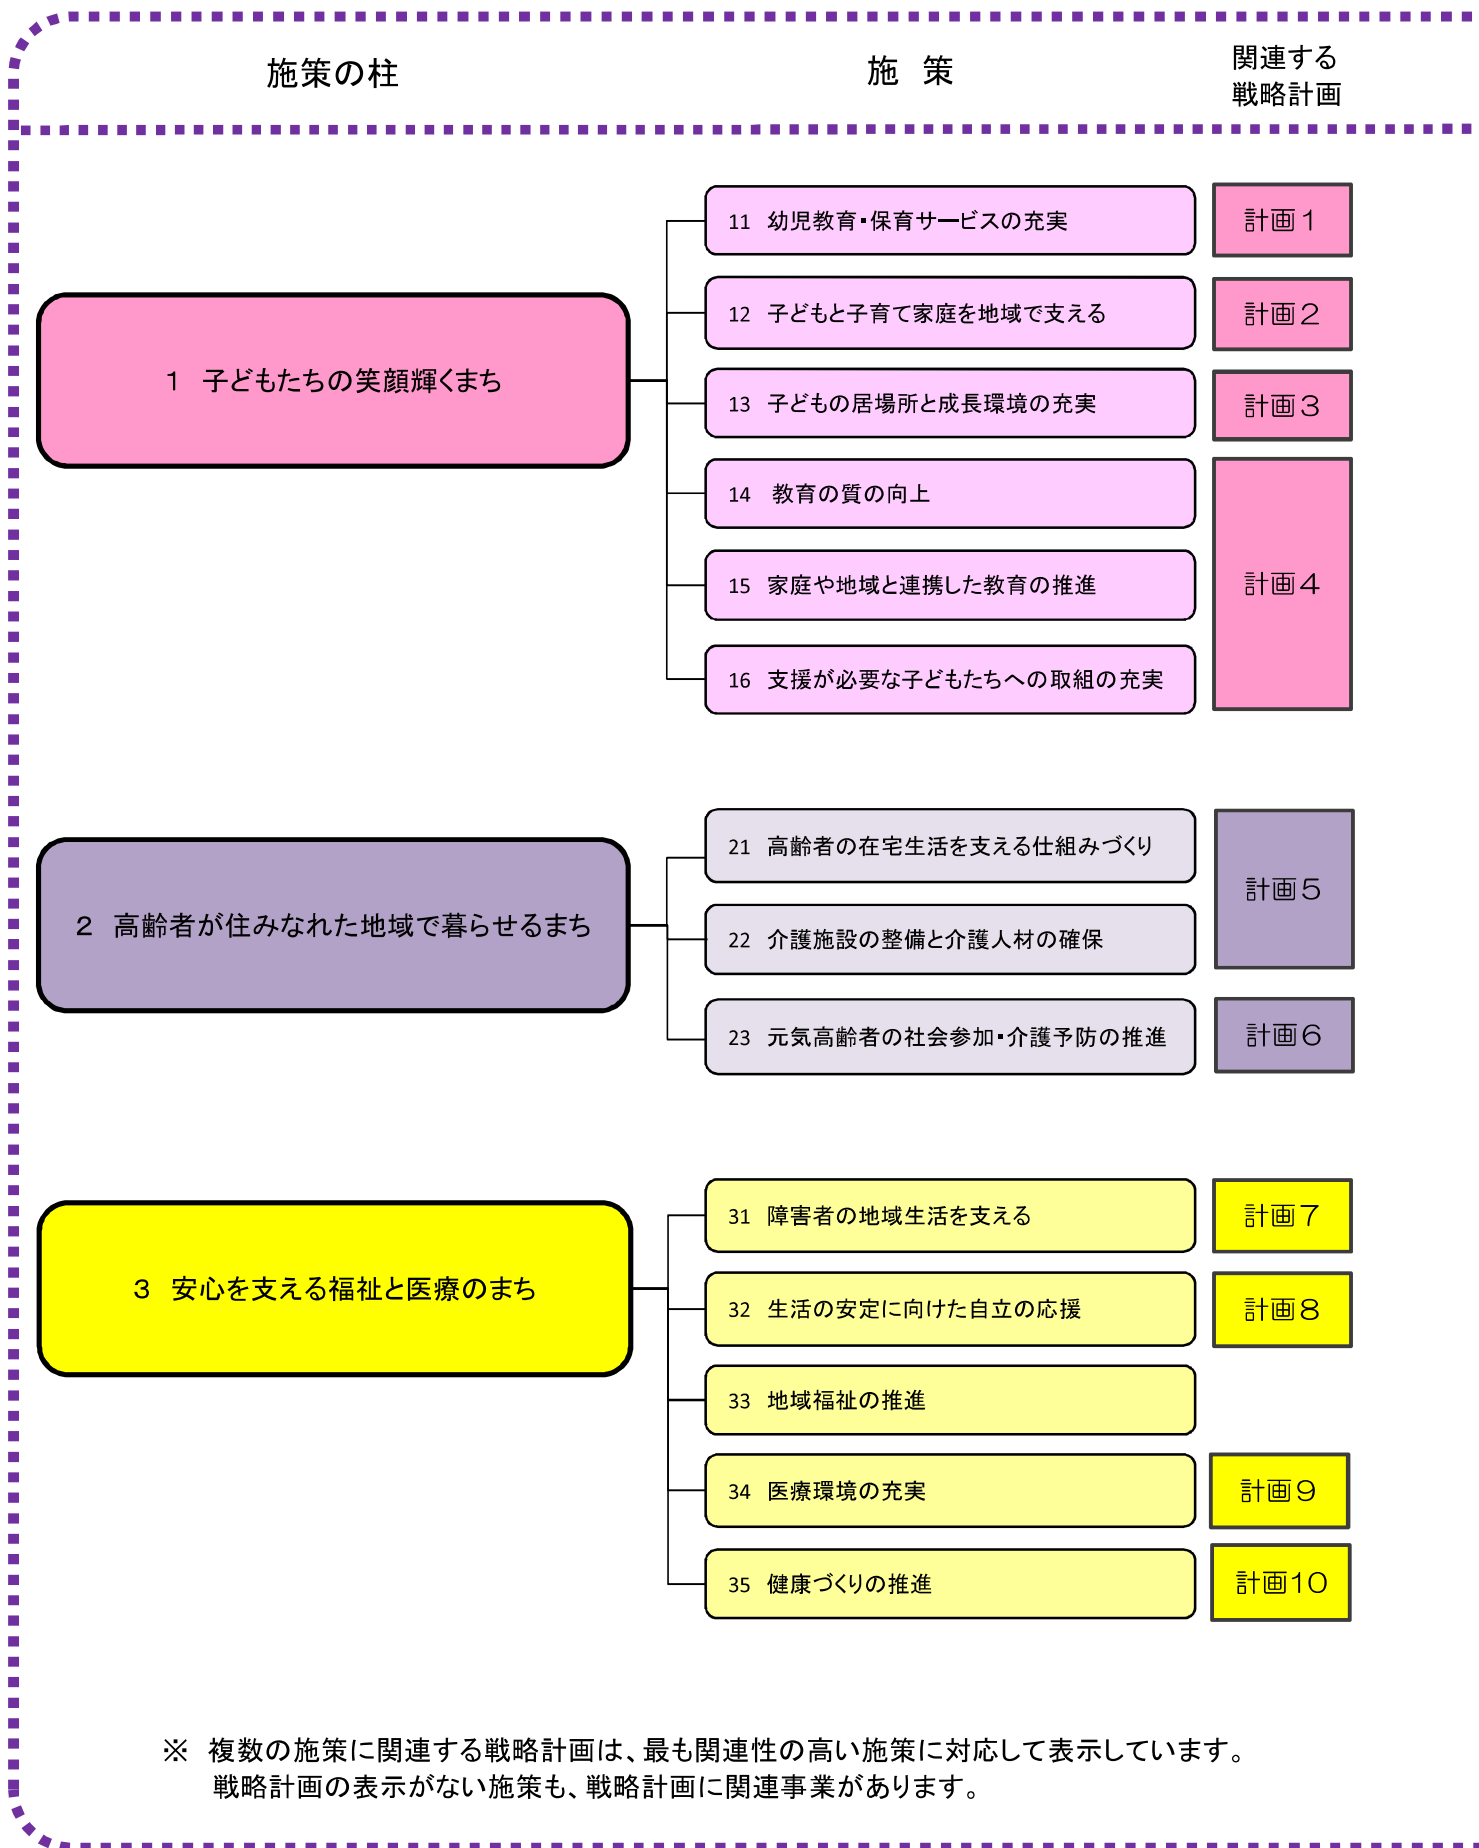 施策の柱
施 策
関連する
戦略計画
1 子どもたちの笑顔輝くまち
11 幼児教育・保育サービスの充実
計画1
12 子どもと子育て家庭を地域で支える
計画2
13 子どもの居場所と成長環境の充実
計画3
14 教育の質の向上
15 家庭や地域と連携した教育の推進
計画4
16 支援が必要な子どもたちへの取組の充実
2 高齢者が住みなれた地域で暮らせるまち
21 高齢者の在宅生活を支える仕組みづくり
計画5
22 介護施設の整備と介護人材の確保
23 元気高齢者の社会参加・介護予防の推進
計画6
3 安心を支える福祉と医療のまち
31 障害者の地域生活を支える
計画7
32 生活の安定に向けた自立の応援
計画8
33 地域福祉の推進
34 医療環境の充実
計画9
35 健康づくりの推進
計画10
※ 複数の施策に関連する戦略計画は、最も関連性の高い施策に対応して表示しています。
戦略計画の表示がない施策も、戦略計画に関連事業があります。